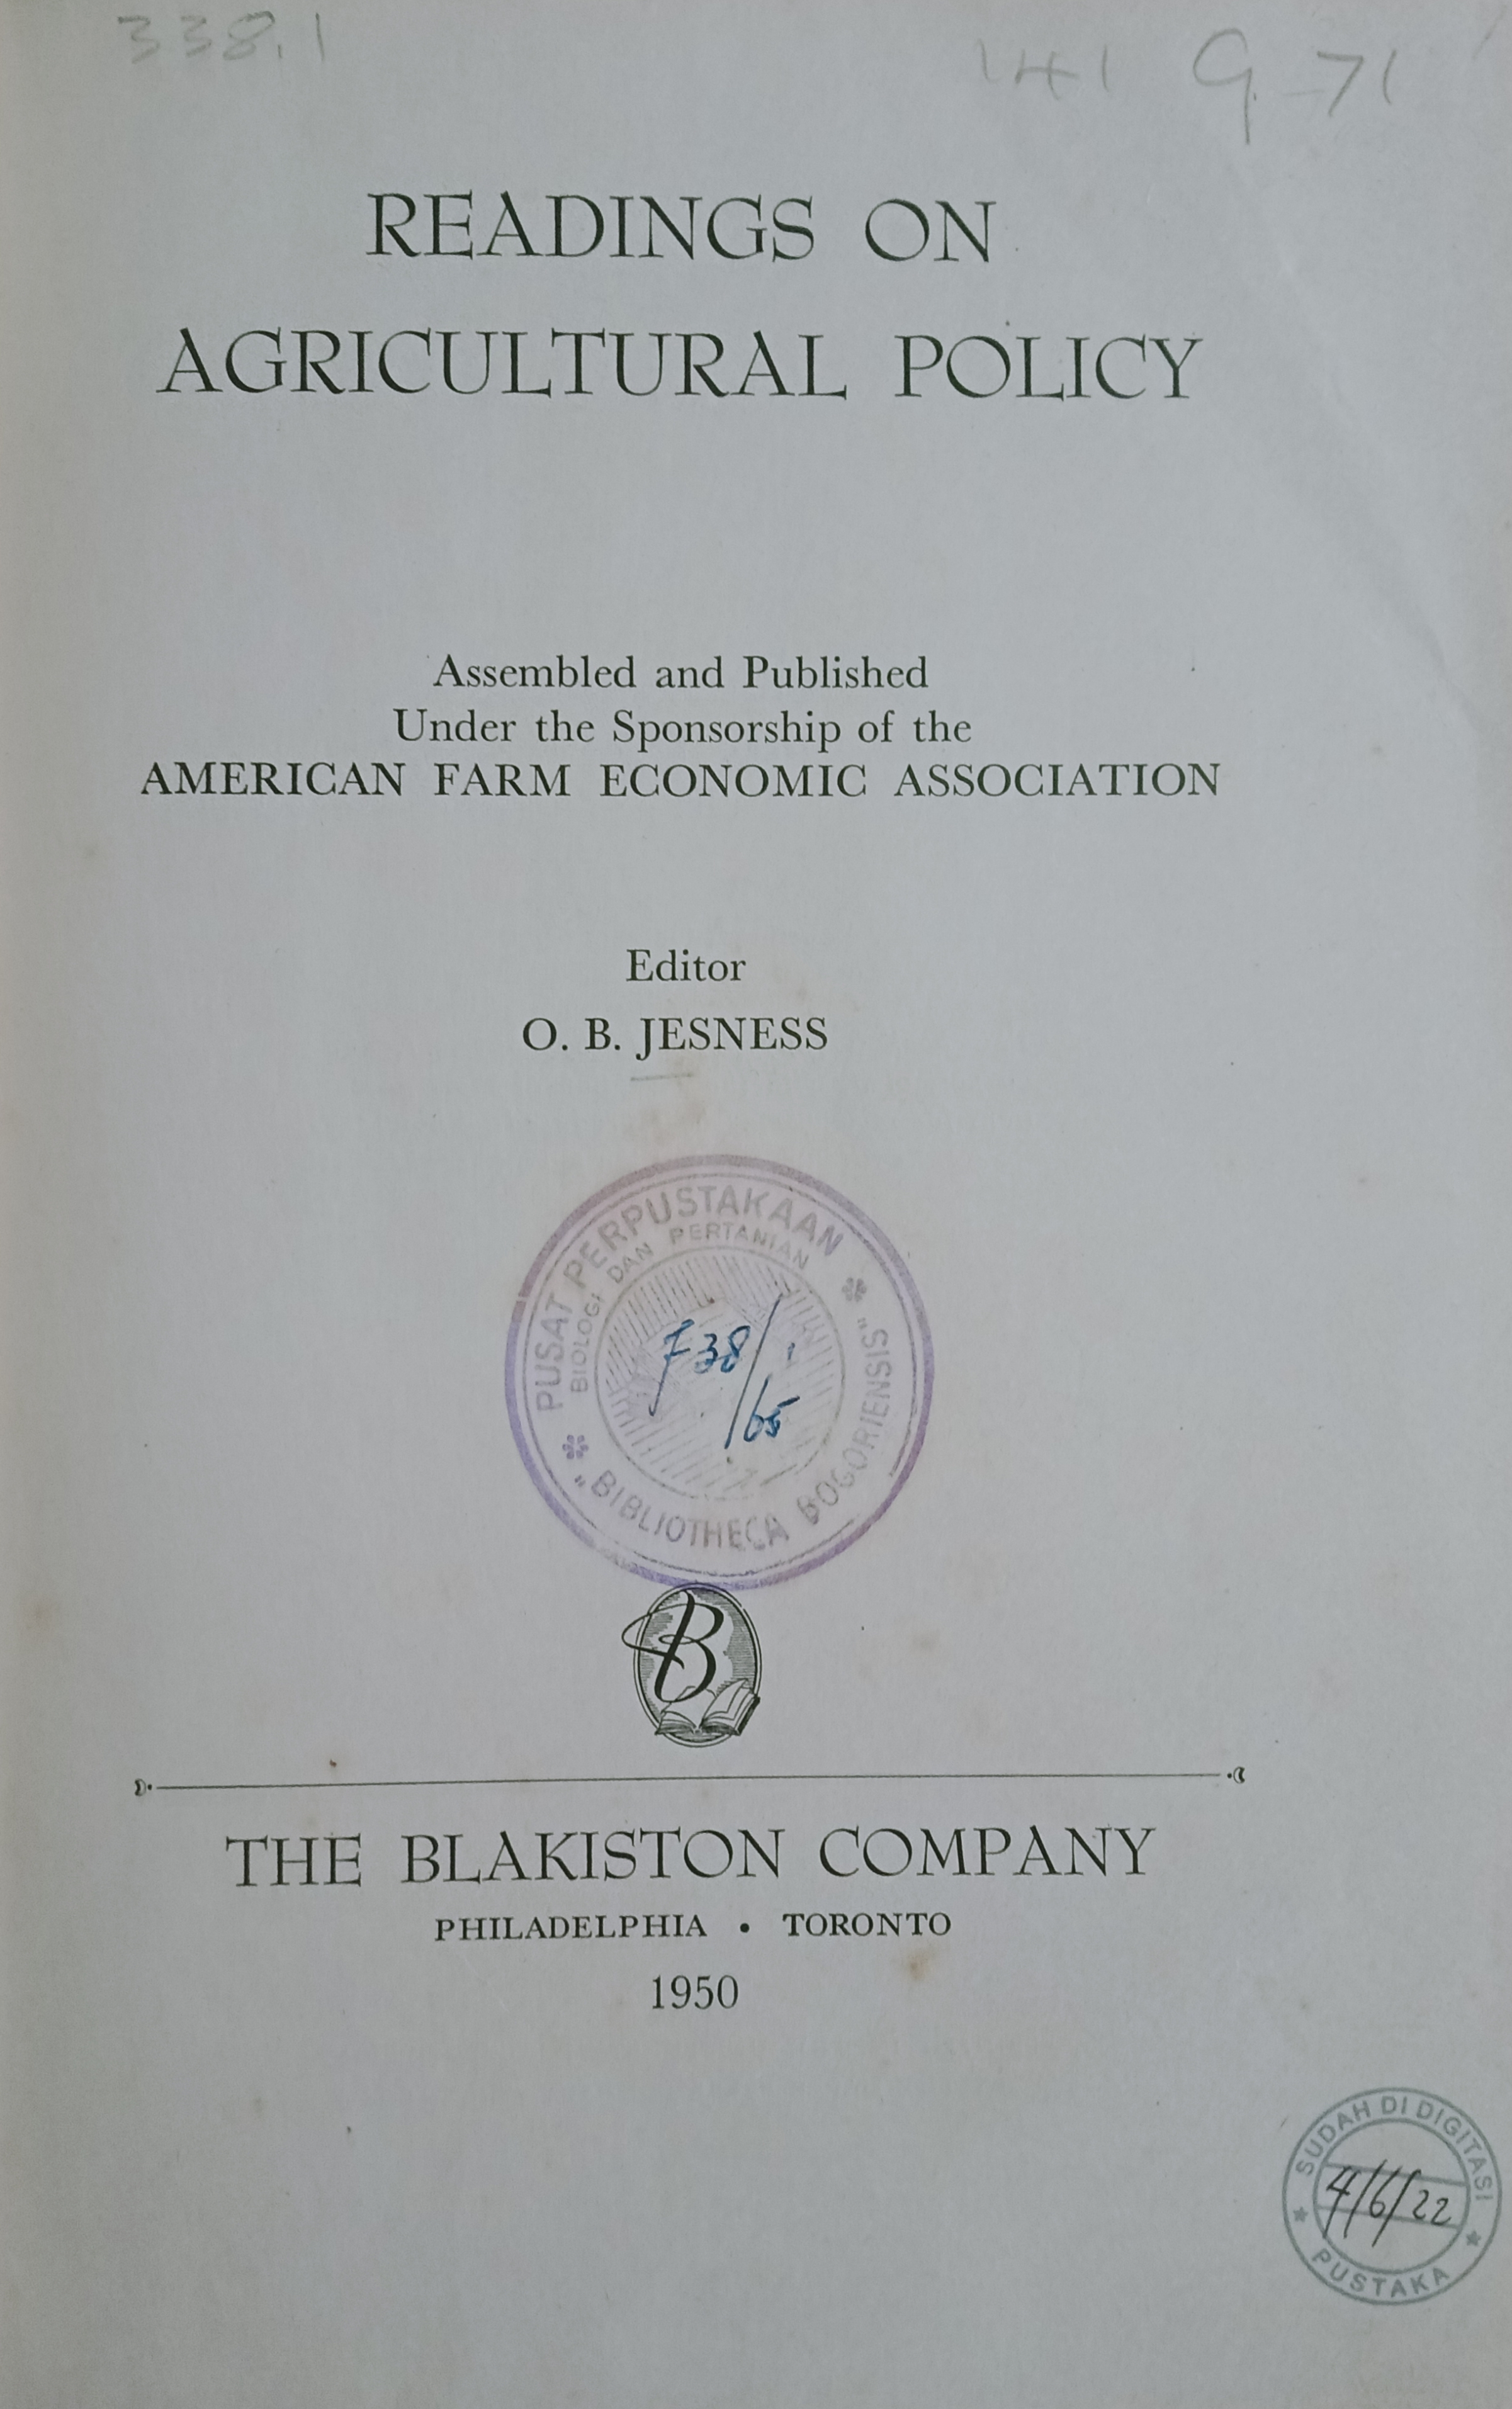 338.1
141 G 71
READINGS ON
AGRICULTURAL POLICY
Assembled and Published
Under the Sponsorship of the
AMERICAN FARM ECONOMIC ASSOCIATION
Editor
O. B. JESNESS
PUSAT PERPUSTAKAAN
BIOLOGI DAN PERTANIAN
738/
/65
"BIBLIOTHECA BOGORIENSIS"
B
THE BLAKISTON COMPANY
PHILADELPHIA • TORONTO
1950
SUDAH DI DIGITASI
4/6/22
PUSTAKA